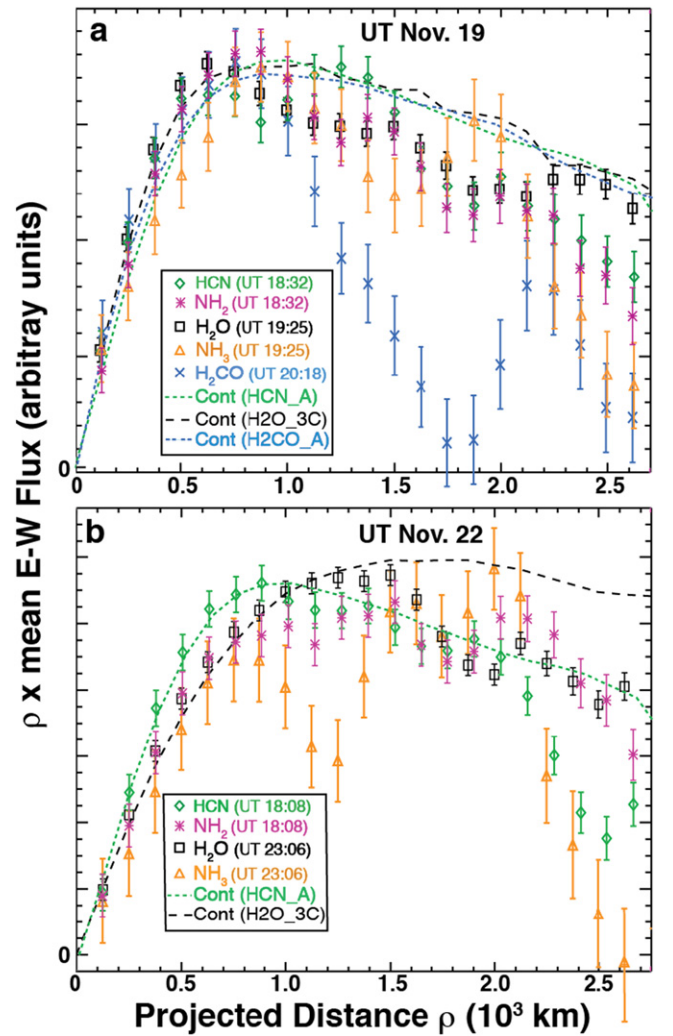 a
UT Nov. 19
HCN (UT 18:32)
NH₂ (UT 18:32)
H₂O (UT 19:25)
NH₃ (UT 19:25)
H₂CO (UT 20:18)
Cont (HCN_A)
Cont (H2O_3C)
Cont (H2CO_A)
0
0 0.5 1.0 1.5 2.0 2.5
ρ x mean E-W Flux (arbitray units)
b
UT Nov. 22
HCN (UT 18:08)
NH₂ (UT 18:08)
H₂O (UT 23:06)
NH₃ (UT 23:06)
Cont (HCN_A)
Cont (H2O_3C)
0
0 0.5 1.0 1.5 2.0 2.5
Projected Distance ρ (10³ km)